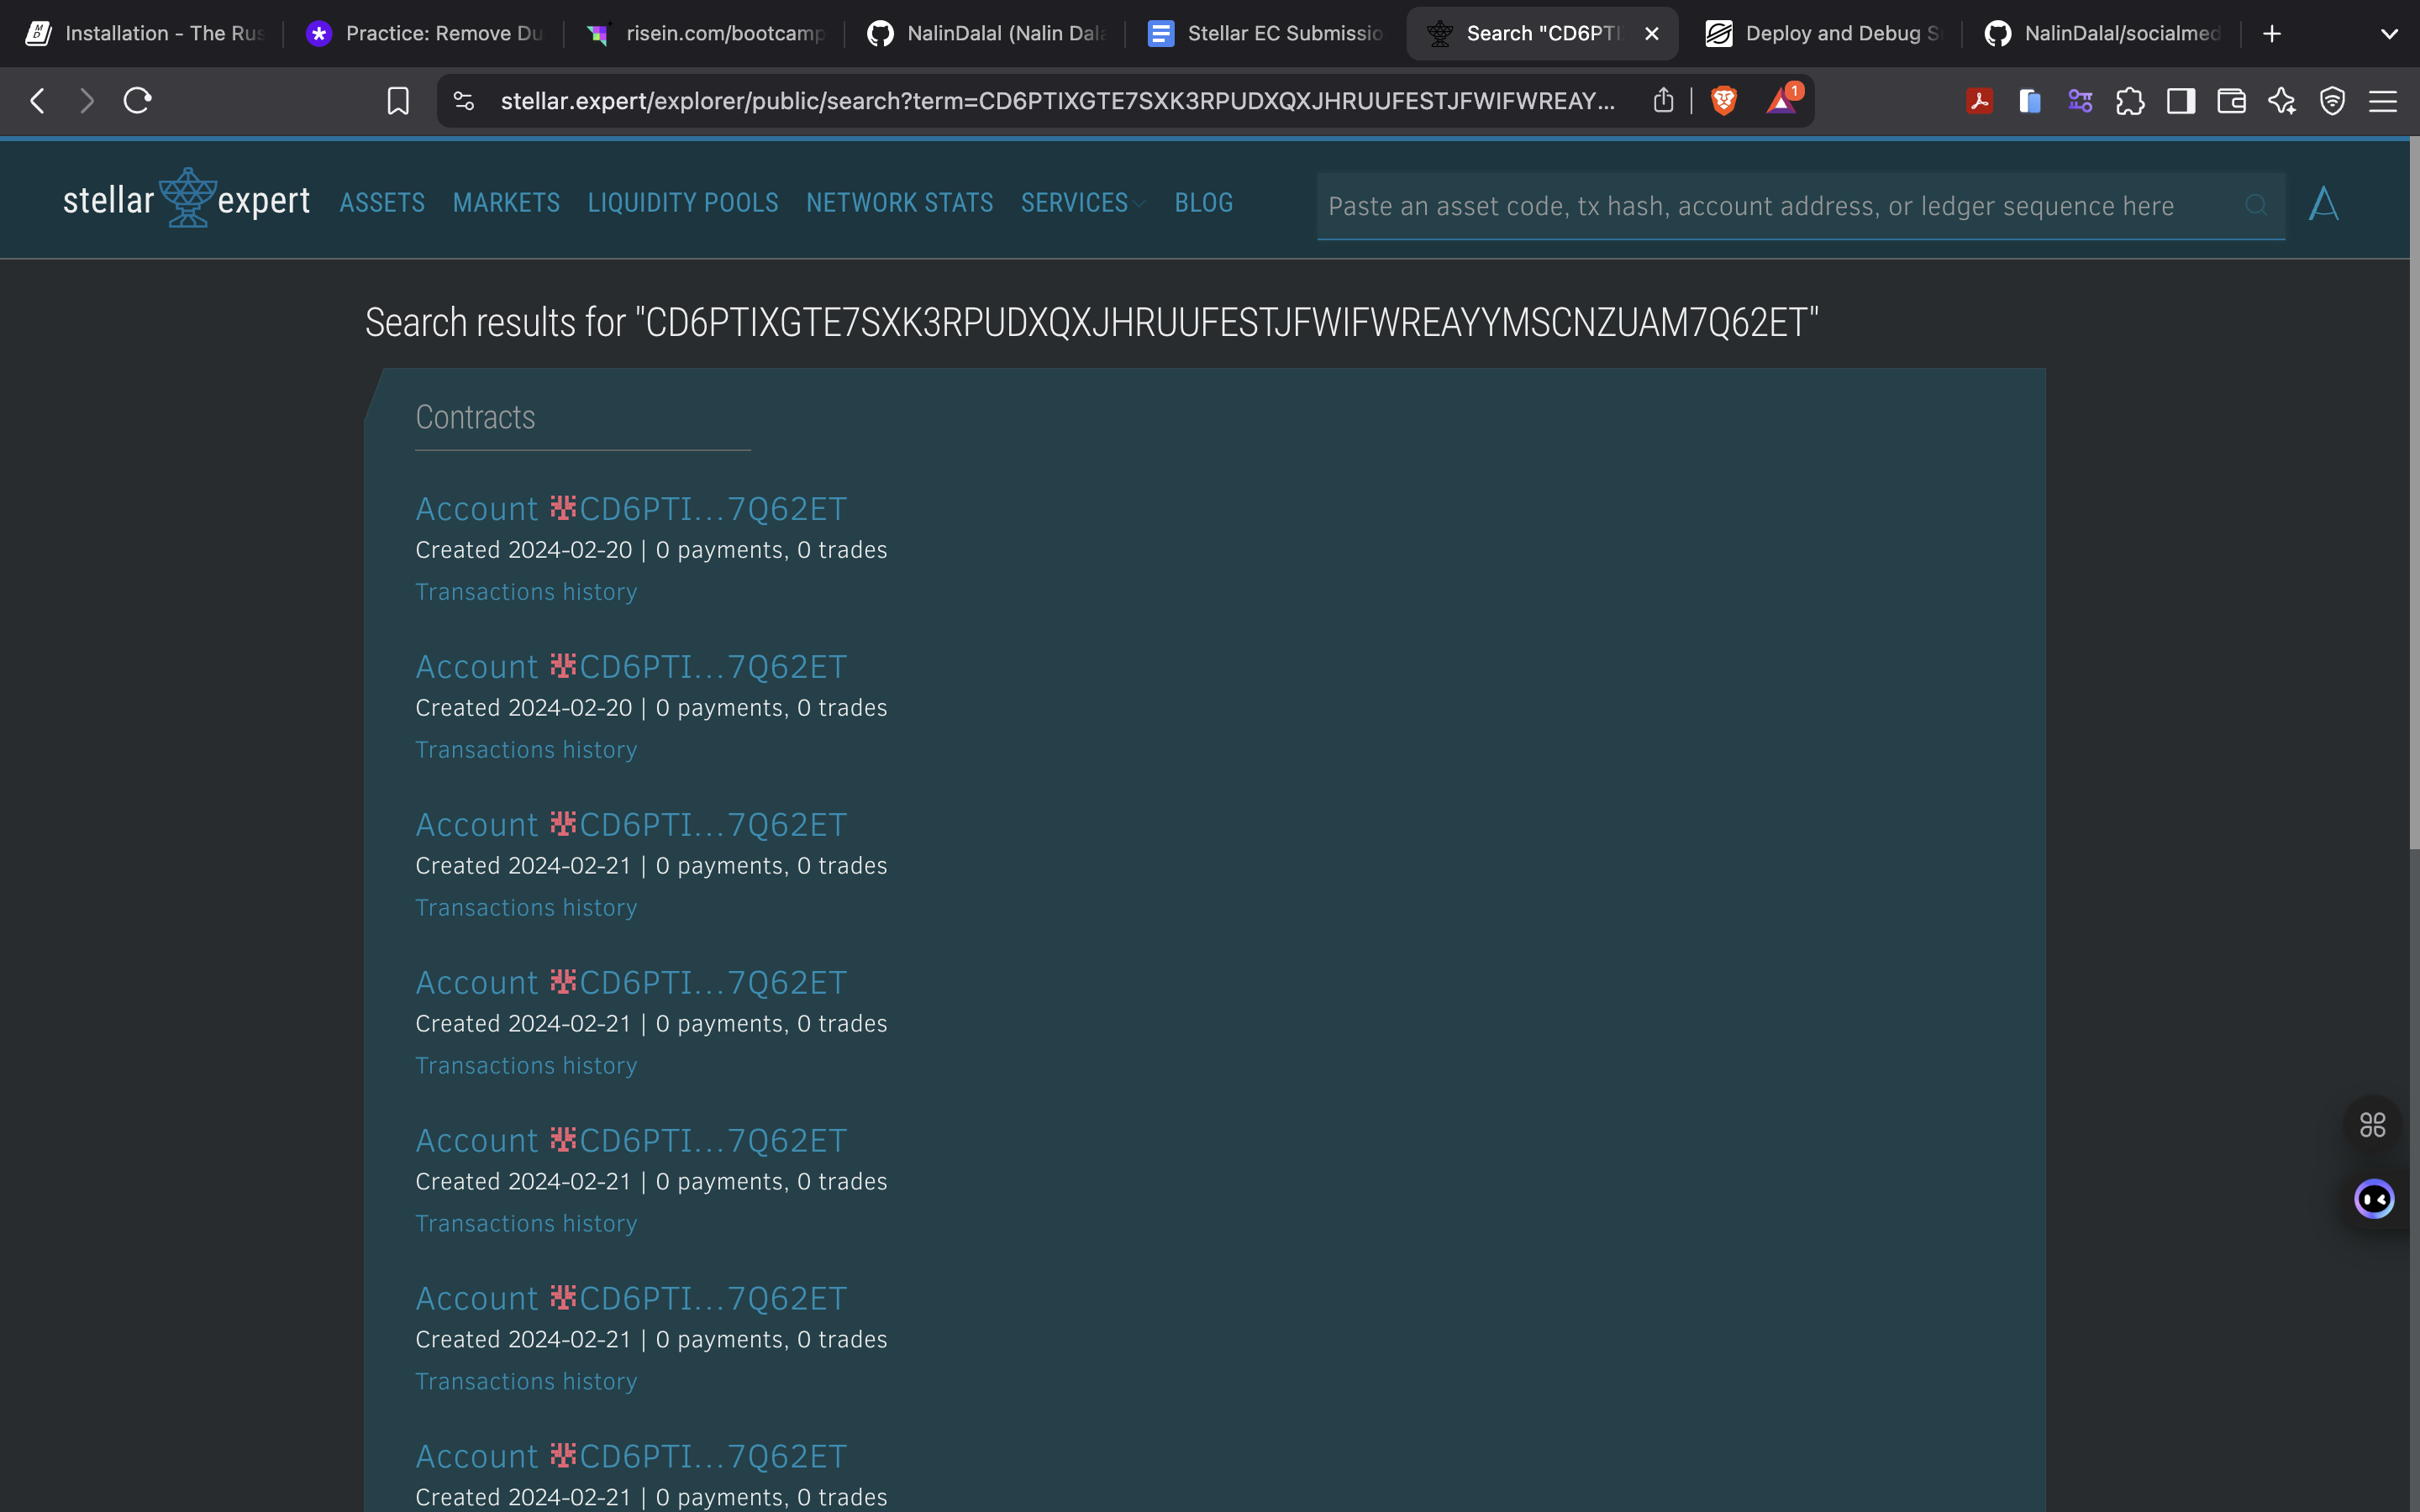 Installation - The Rus
Practice: Remove Du
risein.com/bootcamp
NalinDalal (Nalin Dala
Stellar EC Submissio
Search "CD6PTI
Deploy and Debug S
NalinDalal/socialmed
stellar.expert/explorer/public/search?term=CD6PTIXGTE7SXK3RPUDXQXJHRUUFESTJFWIFWREAY...
1
stellar expert
ASSETS
MARKETS
LIQUIDITY POOLS
NETWORK STATS
SERVICES
BLOG
Paste an asset code, tx hash, account address, or ledger sequence here
Search results for "CD6PTIXGTE7SXK3RPUDXQXJHRUUFESTJFWIFWREAYYMSCNZUAM7Q62ET"
Contracts
Account CD6PTI...7Q62ET
Created 2024-02-20 | 0 payments, 0 trades
Transactions history
Account CD6PTI...7Q62ET
Created 2024-02-20 | 0 payments, 0 trades
Transactions history
Account CD6PTI...7Q62ET
Created 2024-02-21 | 0 payments, 0 trades
Transactions history
Account CD6PTI...7Q62ET
Created 2024-02-21 | 0 payments, 0 trades
Transactions history
Account CD6PTI...7Q62ET
Created 2024-02-21 | 0 payments, 0 trades
Transactions history
Account CD6PTI...7Q62ET
Created 2024-02-21 | 0 payments, 0 trades
Transactions history
Account CD6PTI...7Q62ET
Created 2024-02-21 | 0 payments, 0 trades